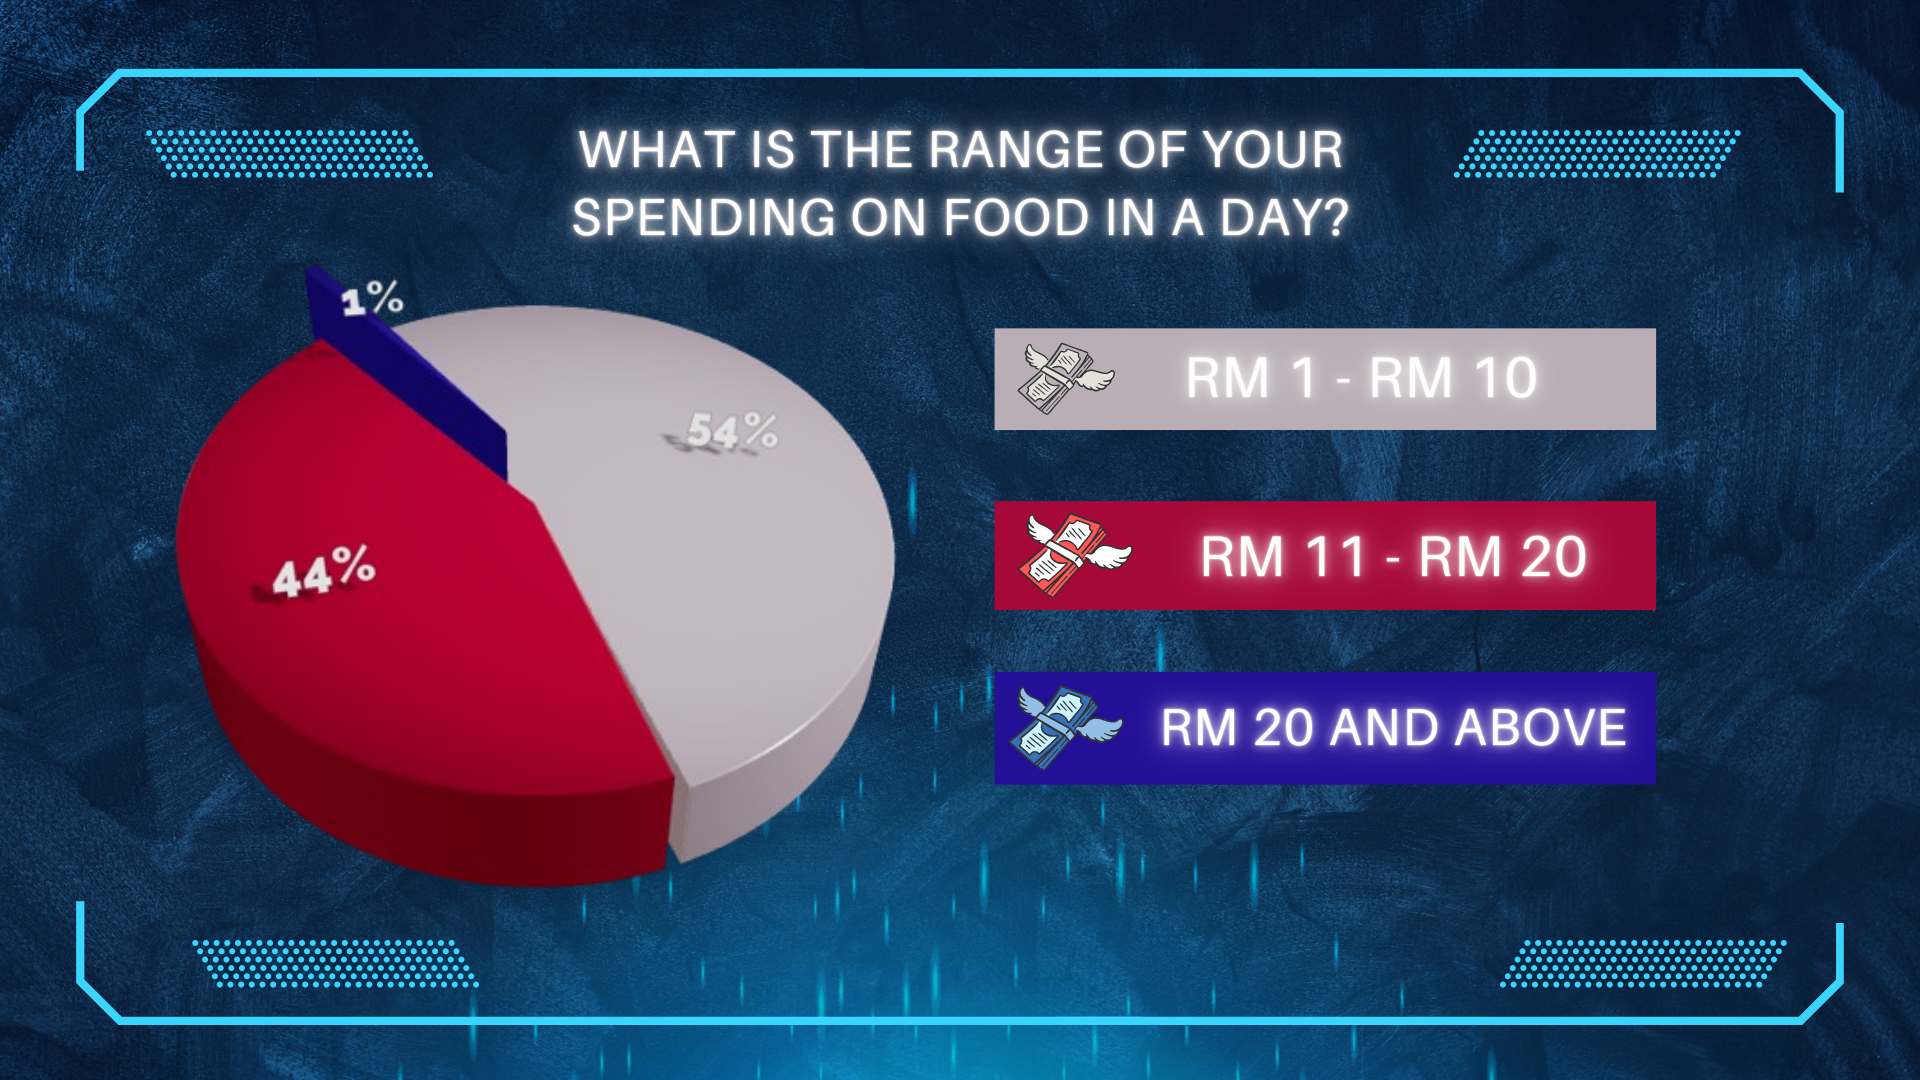 WHAT IS THE RANGE OF YOUR
SPENDING ON FOOD IN A DAY?
1%
54%
44%
RM 1 - RM 10
RM 11 - RM 20
RM 20 AND ABOVE